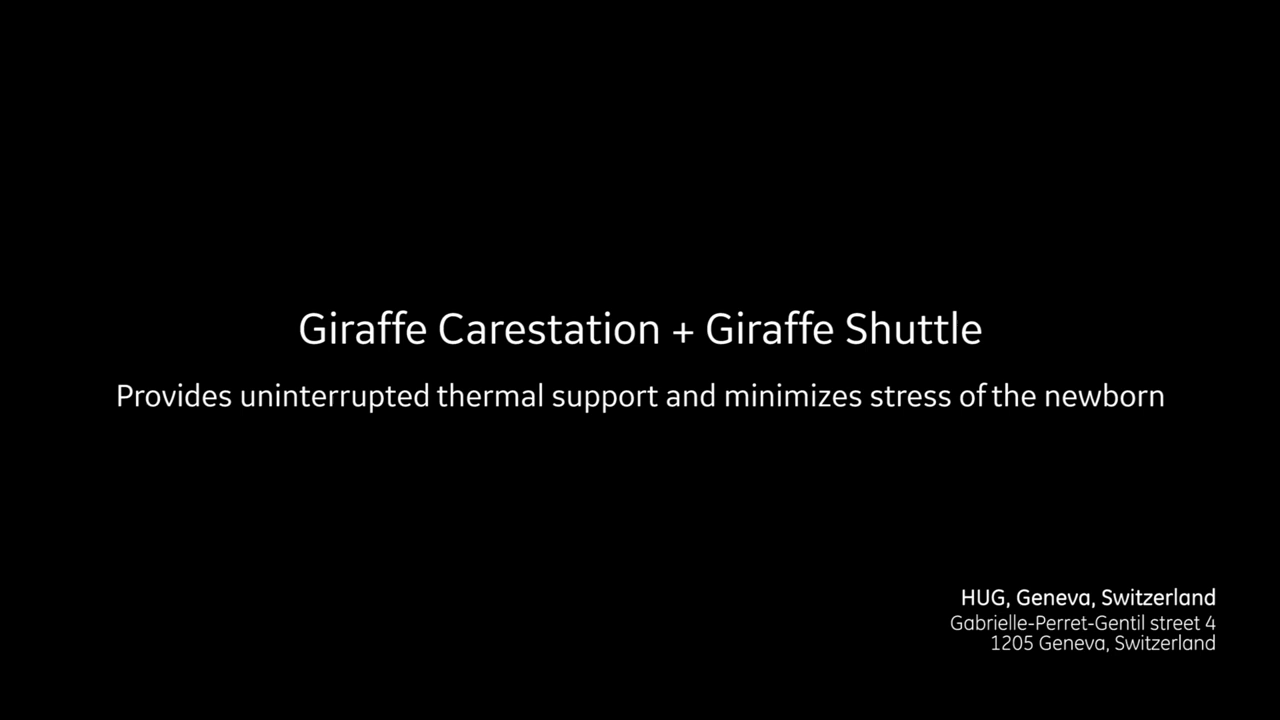 Giraffe Carestation + Giraffe Shuttle
Provides uninterrupted thermal support and minimizes stress of the newborn
HUG, Geneva, Switzerland
Gabrielle-Perret-Gentil street 4
1205 Geneva, Switzerland